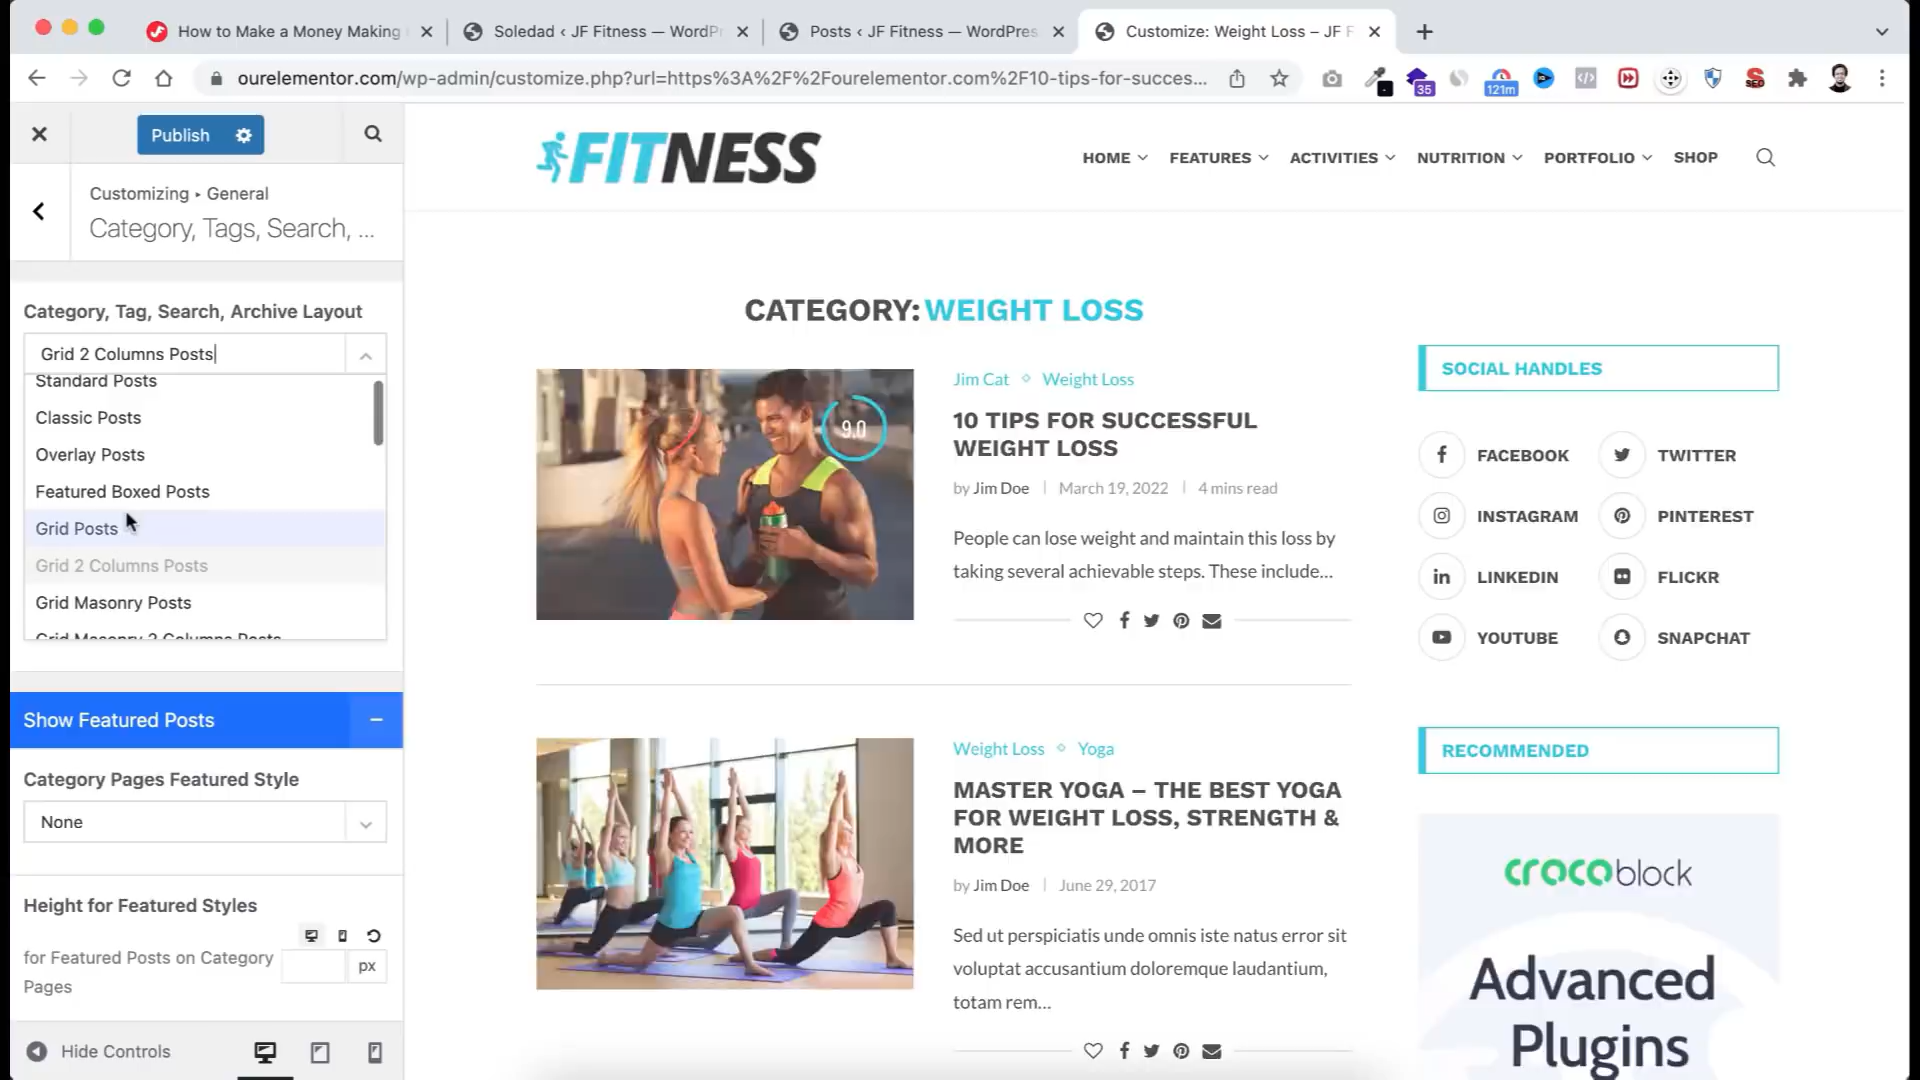 How to Make a Money Making
Soledad ‹ JF Fitness — WordPr
Posts ‹ JF Fitness — WordPres
Customize: Weight Loss – JF F
ourelementor.com/wp-admin/customize.php?url=https%3A%2F%2Fourelementor.com%2F10-tips-for-succes...
35
121m
SEO
Publish
Customizing ▸ General
Category, Tags, Search, ...
Category, Tag, Search, Archive Layout
Grid 2 Columns Posts
Standard Posts
Classic Posts
Overlay Posts
Featured Boxed Posts
Grid Posts
Grid 2 Columns Posts
Grid Masonry Posts
Grid Masonry 2 Columns Posts
Show Featured Posts
Category Pages Featured Style
None
Height for Featured Styles
for Featured Posts on Category
Pages
px
Hide Controls
FITNESS
HOME
FEATURES
ACTIVITIES
NUTRITION
PORTFOLIO
SHOP
CATEGORY: WEIGHT LOSS
9.0
Jim Cat ◇ Weight Loss
10 TIPS FOR SUCCESSFUL
WEIGHT LOSS
by Jim Doe | March 19, 2022 | 4 mins read
People can lose weight and maintain this loss by
taking several achievable steps. These include...
Weight Loss ◇ Yoga
MASTER YOGA – THE BEST YOGA
FOR WEIGHT LOSS, STRENGTH &
MORE
by Jim Doe | June 29, 2017
Sed ut perspiciatis unde omnis iste natus error sit
voluptat accusantium doloremque laudantium,
totam rem...
SOCIAL HANDLES
FACEBOOK
TWITTER
INSTAGRAM
PINTEREST
LINKEDIN
FLICKR
YOUTUBE
SNAPCHAT
RECOMMENDED
crocoblock
Advanced
Plugins